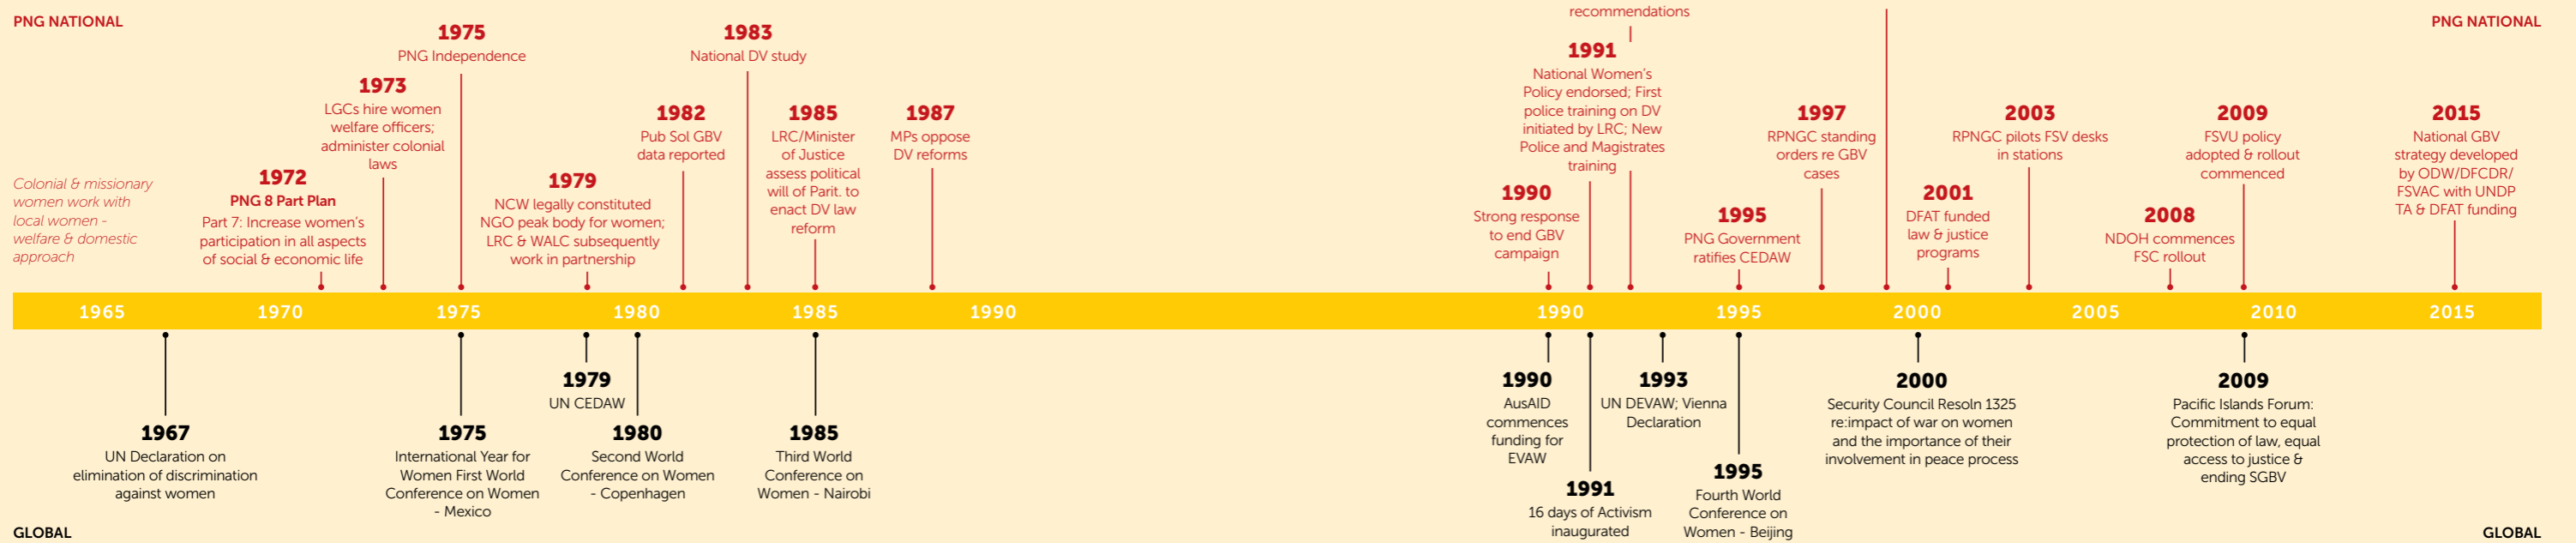 PNG NATIONAL
PNG NATIONAL
Colonial & missionary
women work with
local women -
welfare & domestic
approach
1972
PNG 8 Part Plan
Part 7: Increase women's
participation in all aspects
of social & economic life
1973
LGCs hire women
welfare officers;
administer colonial
laws
1975
PNG Independence
1979
NCW legally constituted
NGO peak body for women;
LRC & WALC subsequently
work in partnership
1982
Pub Sol GBV
data reported
1983
National DV study
1985
LRC/Minister
of Justice
assess political
will of Parit. to
enact DV law
reform
1987
MPs oppose
DV reforms
1990
Strong response
to end GBV
campaign
recommendations
1991
National Women's
Policy endorsed; First
police training on DV
initiated by LRC; New
Police and Magistrates
training
1995
PNG Government
ratifies CEDAW
1997
RPNGC standing
orders re GBV
cases
2001
DFAT funded
law & justice
programs
2003
RPNGC pilots FSV desks
in stations
2008
NDOH commences
FSC rollout
2009
FSVU policy
adopted & rollout
commenced
2015
National GBV
strategy developed
by ODW/DFCDR/
FSVAC with UNDP
TA & DFAT funding
1965 1970 1975 1980 1985 1990 1990 1995 2000 2005 2010 2015
1967
UN Declaration on
elimination of discrimination
against women
1975
International Year for
Women First World
Conference on Women
- Mexico
1979
UN CEDAW
1980
Second World
Conference on Women
- Copenhagen
1985
Third World
Conference on
Women - Nairobi
1990
AusAID
commences
funding for
EVAW
1991
16 days of Activism
inaugurated
1993
UN DEVAW; Vienna
Declaration
1995
Fourth World
Conference on
Women - Beijing
2000
Security Council Resoln 1325
re:impact of war on women
and the importance of their
involvement in peace process
2009
Pacific Islands Forum:
Commitment to equal
protection of law, equal
access to justice &
ending SGBV
GLOBAL
GLOBAL